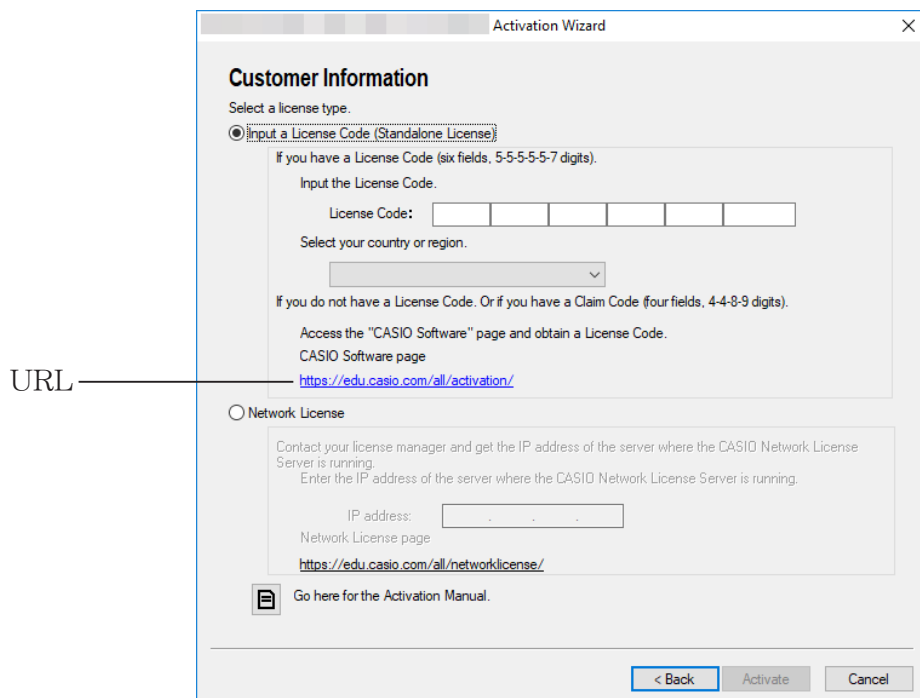 Activation Wizard
Customer Information
Select a license type.
Input a License Code (Standalone License)
If you have a License Code (six fields, 5-5-5-5-5-7 digits).
Input the License Code.
License Code:
Select your country or region.
If you do not have a License Code. Or if you have a Claim Code (four fields, 4-4-8-9 digits).
Access the "CASIO Software" page and obtain a License Code.
CASIO Software page
URL
https://edu.casio.com/all/activation/
Network License
Contact your license manager and get the IP address of the server where the CASIO Network License
Server is running.
Enter the IP address of the server where the CASIO Network License Server is running.
IP address: . . .
Network License page
https://edu.casio.com/all/networklicense/
Go here for the Activation Manual.
< Back Activate Cancel